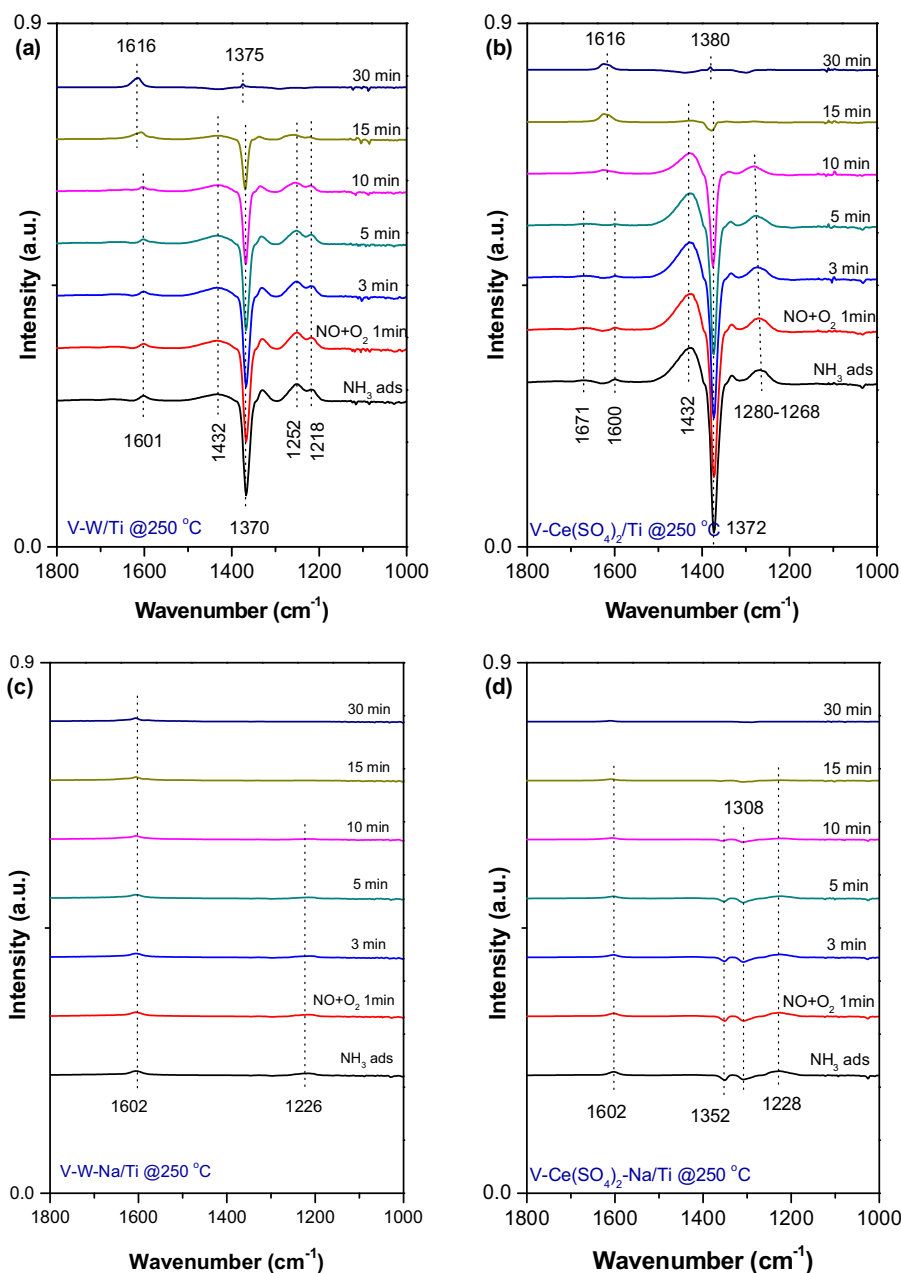 0.9
(a)
1616
1375
30 min
15 min
10 min
5 min
3 min
NO+O₂ 1min
NH₃ ads
1601
1432
1252
1218
1370
V-W/Ti @250 °C
0.0
1800 1600 1400 1200 1000
Wavenumber (cm⁻¹)
Intensity (a.u.)
0.9
(b)
1616
1380
30 min
15 min
10 min
5 min
3 min
NO+O₂ 1min
NH₃ ads
1671
1600
1432
1280-1268
1372
V-Ce(SO₄)₂/Ti @250 °C
0.0
1800 1600 1400 1200 1000
Wavenumber (cm⁻¹)
Intensity (a.u.)
0.9
(c)
30 min
15 min
10 min
5 min
3 min
NO+O₂ 1min
NH₃ ads
1602
1226
V-W-Na/Ti @250 °C
0.0
1800 1600 1400 1200 1000
Wavenumber (cm⁻¹)
Intensity (a.u.)
0.9
(d)
30 min
15 min
1308
10 min
5 min
3 min
NO+O₂ 1min
NH₃ ads
1602
1352
1228
V-Ce(SO₄)₂-Na/Ti @250 °C
0.0
1800 1600 1400 1200 1000
Wavenumber (cm⁻¹)
Intensity (a.u.)